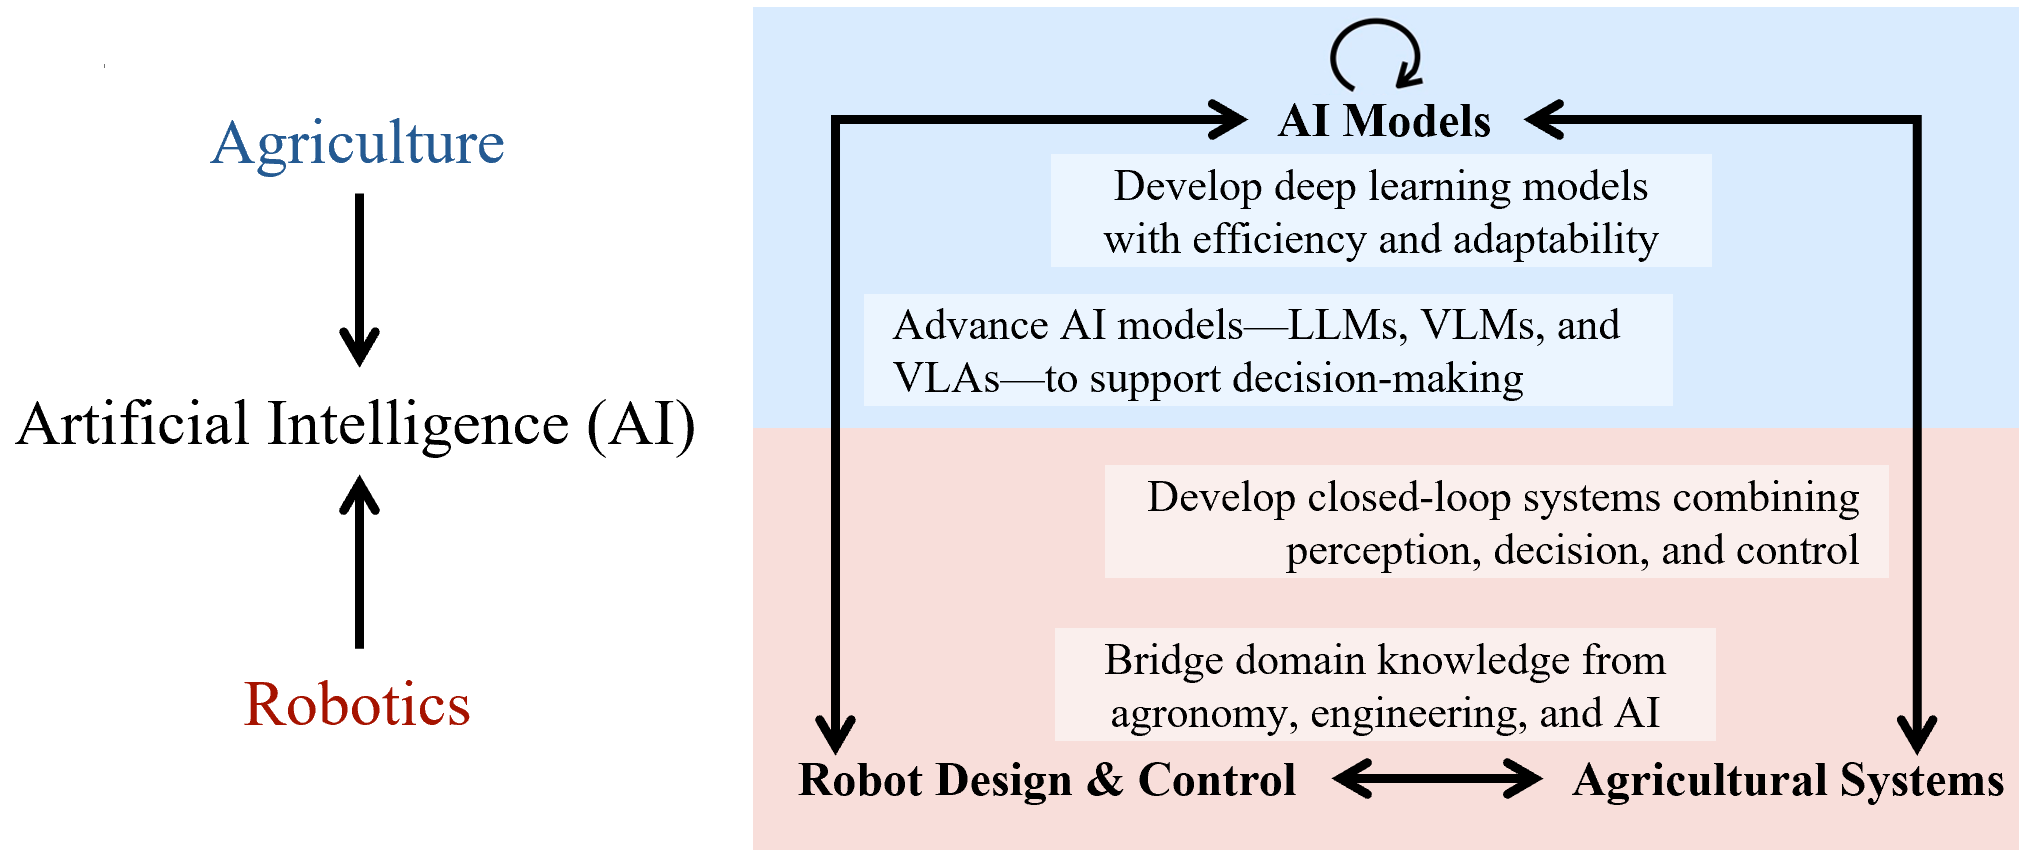 Agriculture
Artificial Intelligence (AI)
Robotics
AI Models
Develop deep learning models
with efficiency and adaptability
Advance AI models—LLMs, VLMs, and
VLAs—to support decision-making
Develop closed-loop systems combining
perception, decision, and control
Bridge domain knowledge from
agronomy, engineering, and AI
Robot Design & Control
Agricultural Systems